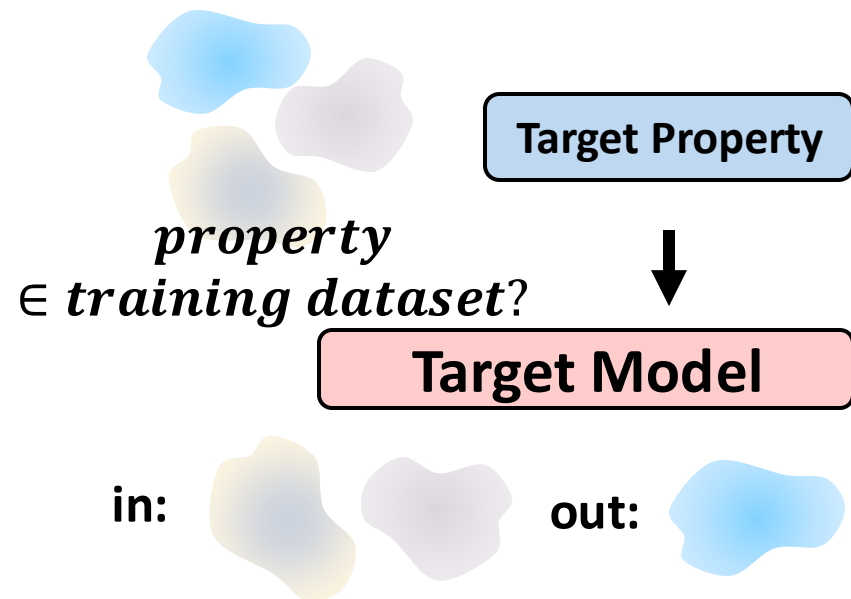 Target Property
property
∈ training dataset?
Target Model
in:
out: